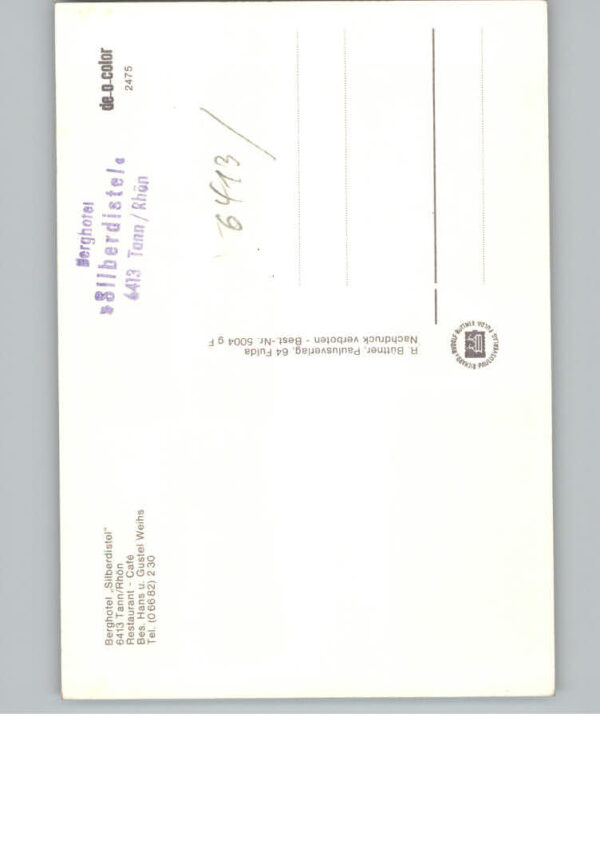 Berghotel „Silberdistel"
6413 Tann/Rhön
Restaurant - Café
Bes. Hans u. Gustel Weihs
Tel. (0 66 82) 2 30
Berghotel
»Silberdistel«
6413 Tann/Rhön
de-o-color
2475
6413/
R. Büttner, Paulusverlag, 64 Fulda
Nachdruck verboten - Best.-Nr. 5004 g F